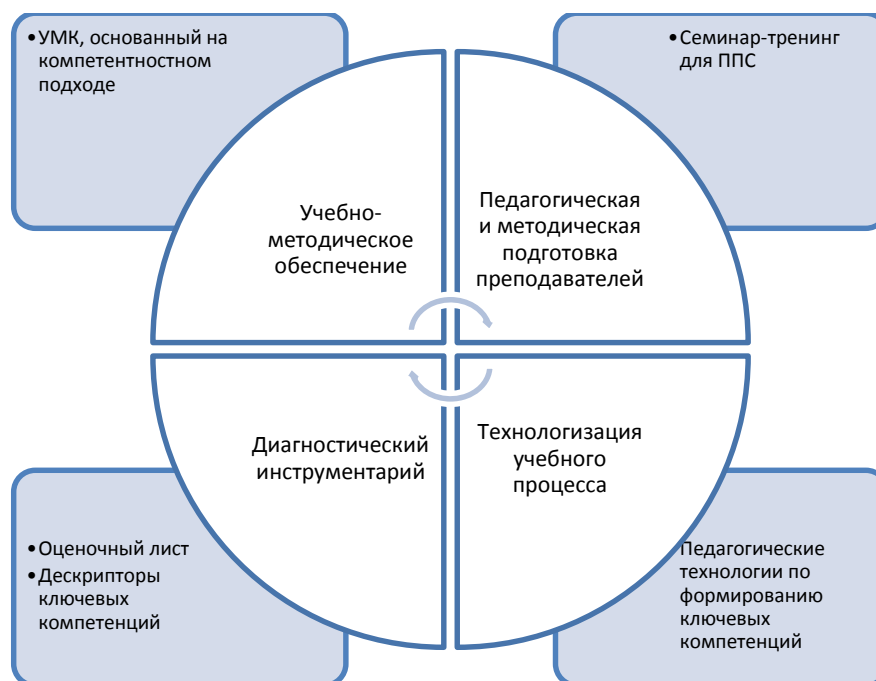 •УМК, основанный на
компетентностном
подходе
•Семинар-тренинг
для ППС
Учебно-
методическое
обеспечение
Педагогическая
и методическая
подготовка
преподавателей
Диагностический
инструментарий
Технологизация
учебного
процесса
•Оценочный лист
•Дескрипторы
ключевых
компетенций
Педагогические
технологии по
формированию
ключевых
компетенций